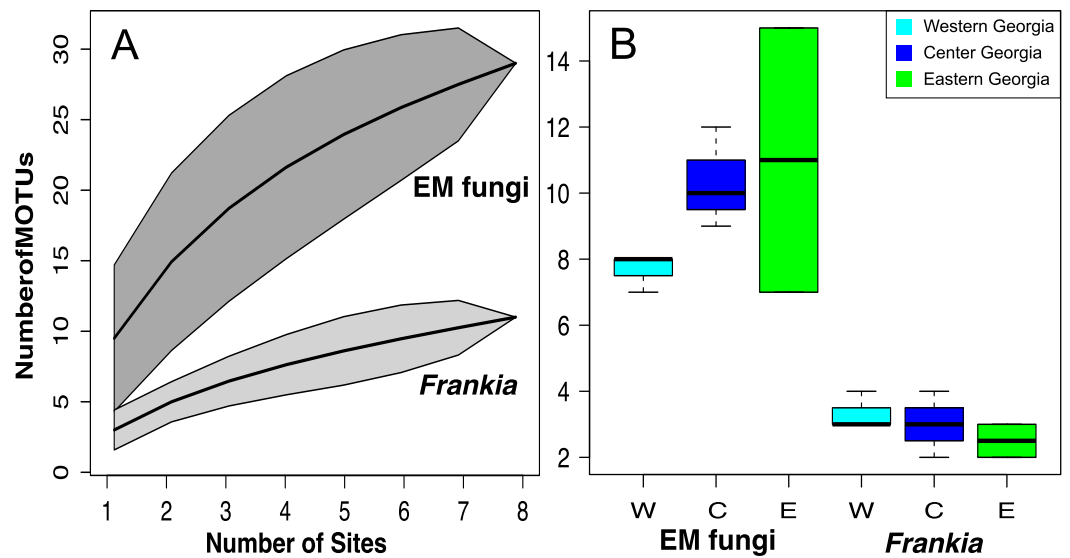 A
NumberofMOTUs
30
25
20
15
10
5
0
EM fungi
Frankia
1 2 3 4 5 6 7 8
Number of Sites
B
Western Georgia
Center Georgia
Eastern Georgia
14
12
10
8
6
4
2
W C E W C E
EM fungi Frankia